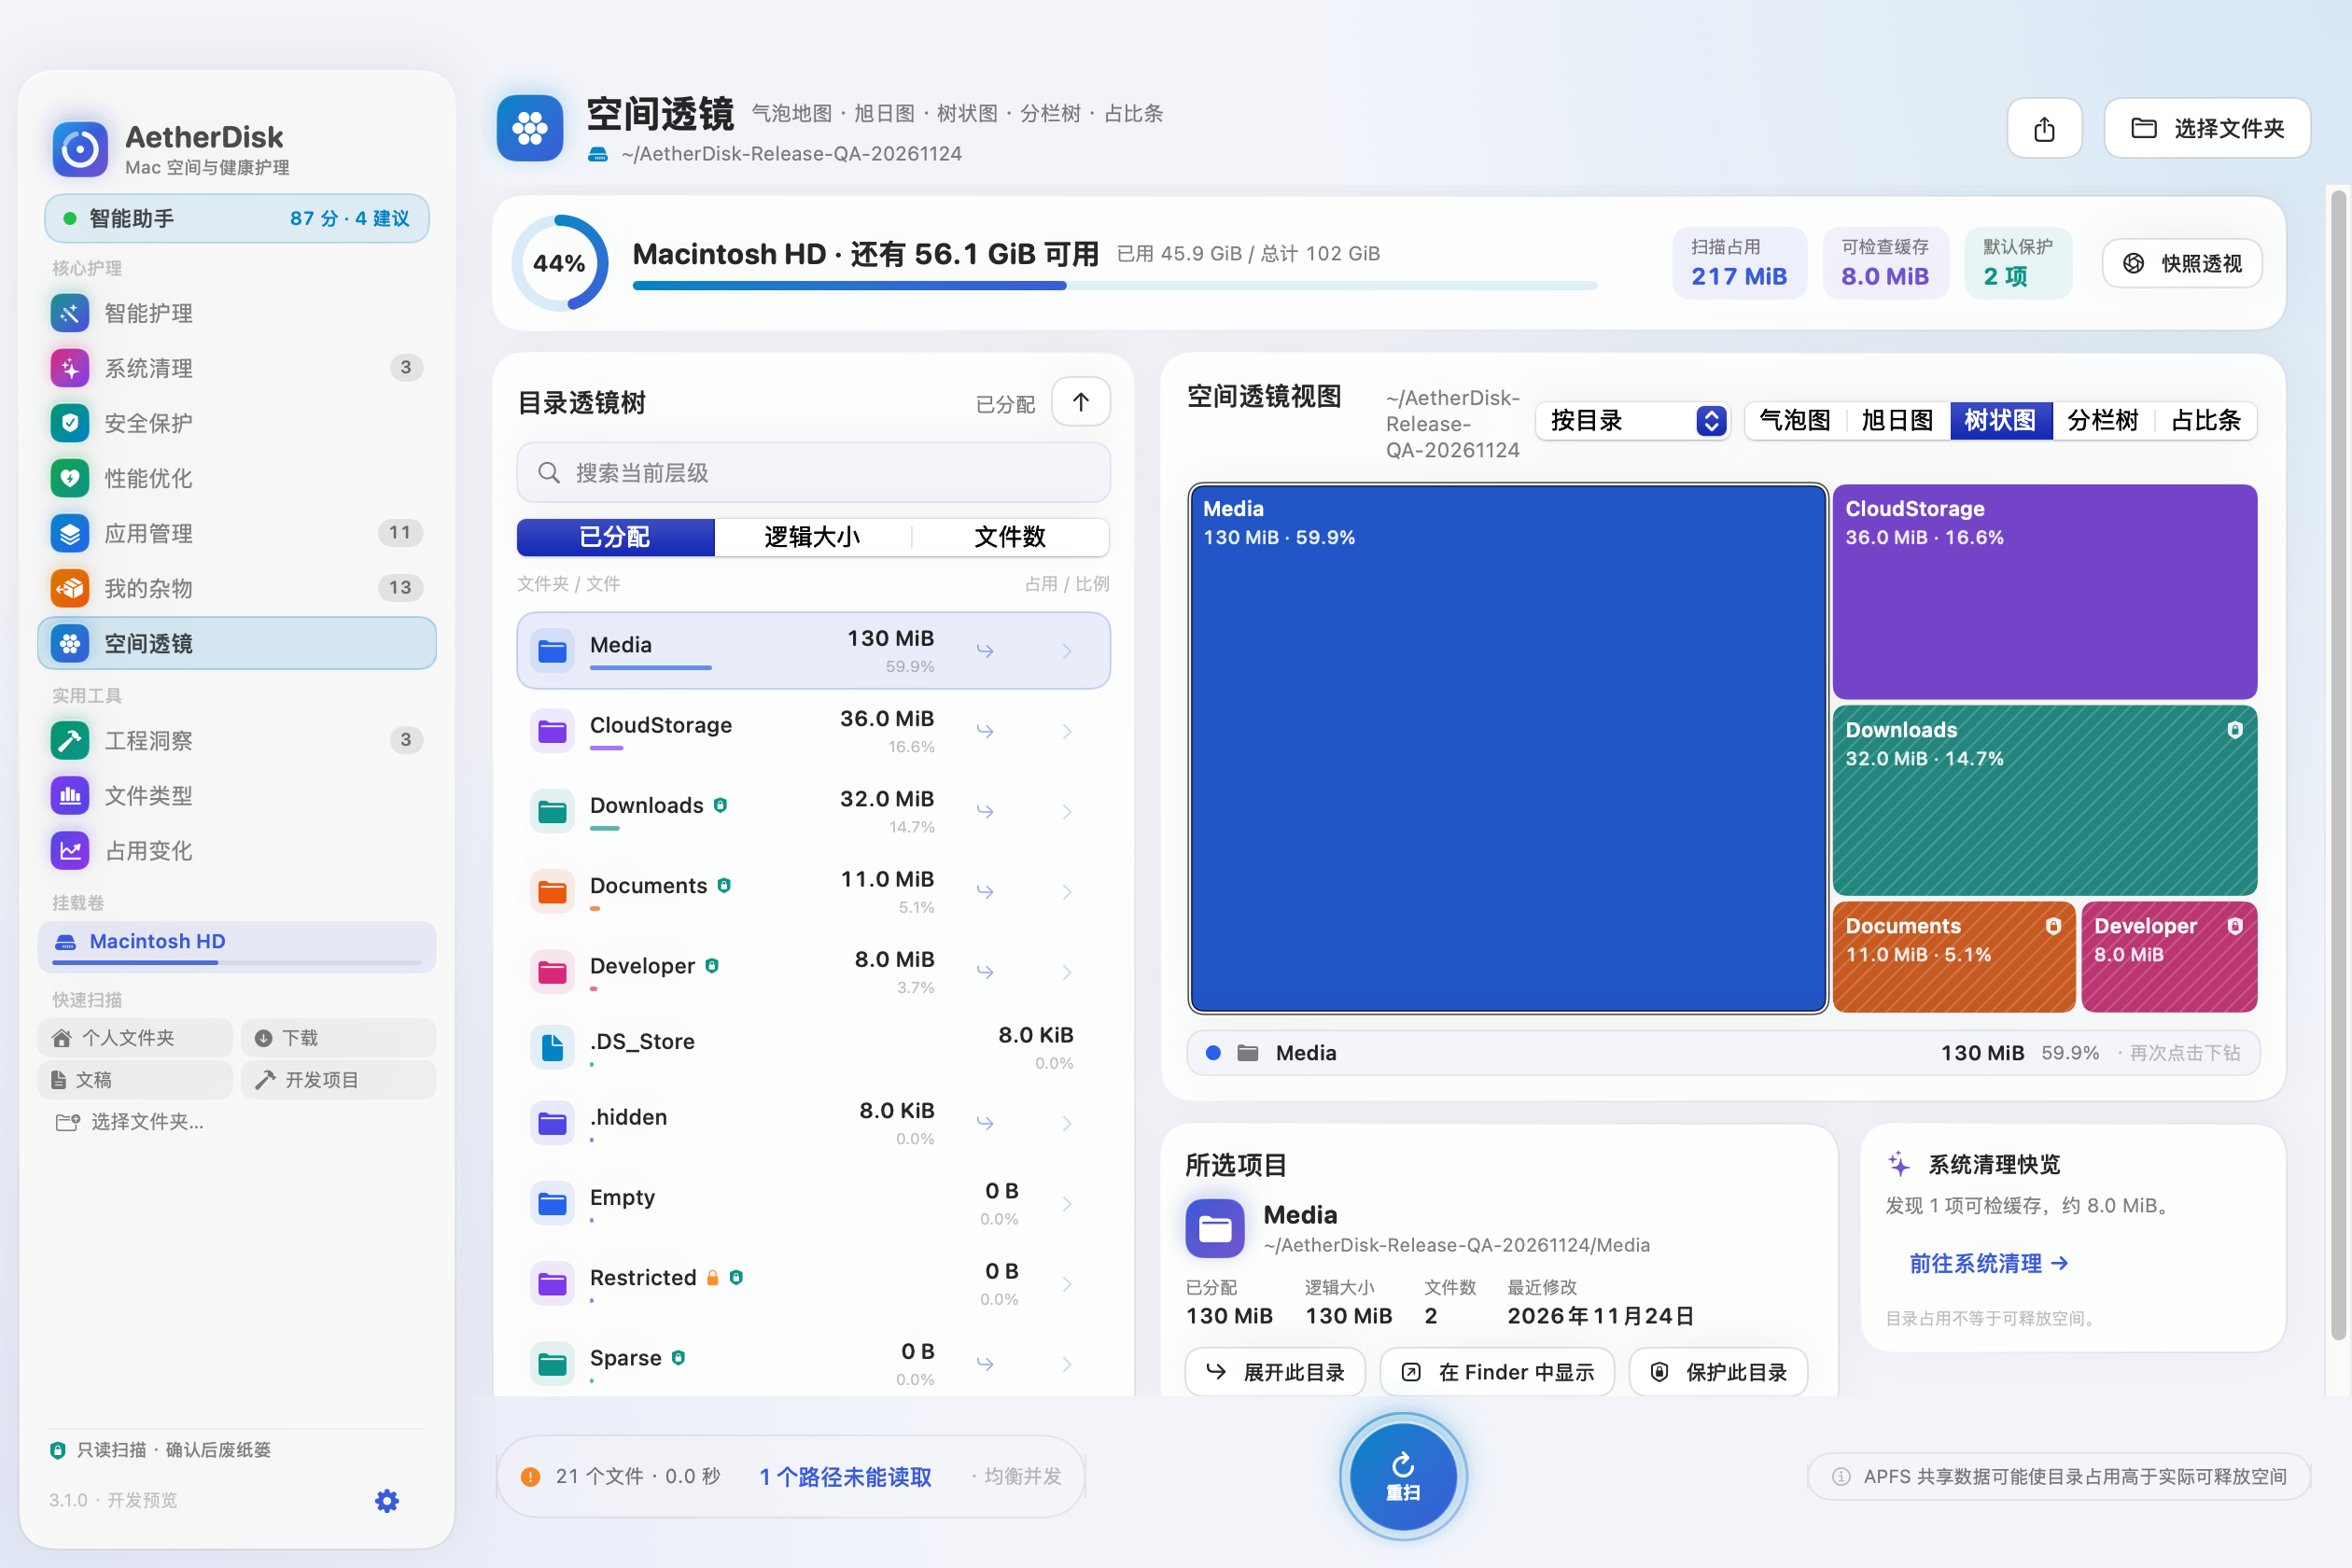 AetherDisk
Mac 空间与健康护理
智能助手 87 分 · 4 建议
核心护理
智能护理
系统清理 3
安全保护
性能优化
应用管理 11
我的杂物 13
空间透镜
实用工具
工程洞察 3
文件类型
占用变化
挂载卷
Macintosh HD
快速扫描
个人文件夹 下载
文稿 开发项目
选择文件夹...
只读扫描 · 确认后废纸篓
3.1.0 · 开发预览
空间透镜 气泡地图 · 旭日图 · 树状图 · 分栏树 · 占比条
~/AetherDisk-Release-QA-20261124
选择文件夹
44%
Macintosh HD · 还有 56.1 GiB 可用 已用 45.9 GiB / 总计 102 GiB
扫描占用
217 MiB
可检查缓存
8.0 MiB
默认保护
2 项
快照透视
目录透镜树 已分配
搜索当前层级
已分配 逻辑大小 文件数
文件夹 / 文件 占用 / 比例
Media 130 MiB
59.9%
CloudStorage 36.0 MiB
16.6%
Downloads 32.0 MiB
14.7%
Documents 11.0 MiB
5.1%
Developer 8.0 MiB
3.7%
.DS_Store 8.0 KiB
0.0%
.hidden 8.0 KiB
0.0%
Empty 0 B
0.0%
Restricted 0 B
0.0%
Sparse 0 B
0.0%
空间透镜视图
~/AetherDisk-
Release-
QA-20261124
按目录
气泡图 旭日图 树状图 分栏树 占比条
Media
130 MiB · 59.9%
CloudStorage
36.0 MiB · 16.6%
Downloads
32.0 MiB · 14.7%
Documents
11.0 MiB · 5.1%
Developer
8.0 MiB
Media 130 MiB 59.9% · 再次点击下钻
所选项目
Media
~/AetherDisk-Release-QA-20261124/Media
已分配 逻辑大小 文件数 最近修改
130 MiB 130 MiB 2 2026年11月24日
展开此目录 在 Finder 中显示 保护此目录
系统清理快览
发现 1 项可检缓存，约 8.0 MiB。
前往系统清理 →
目录占用不等于可释放空间。
21 个文件 · 0.0 秒 1 个路径未能读取 · 均衡并发
重扫
APFS 共享数据可能使目录占用高于实际可释放空间